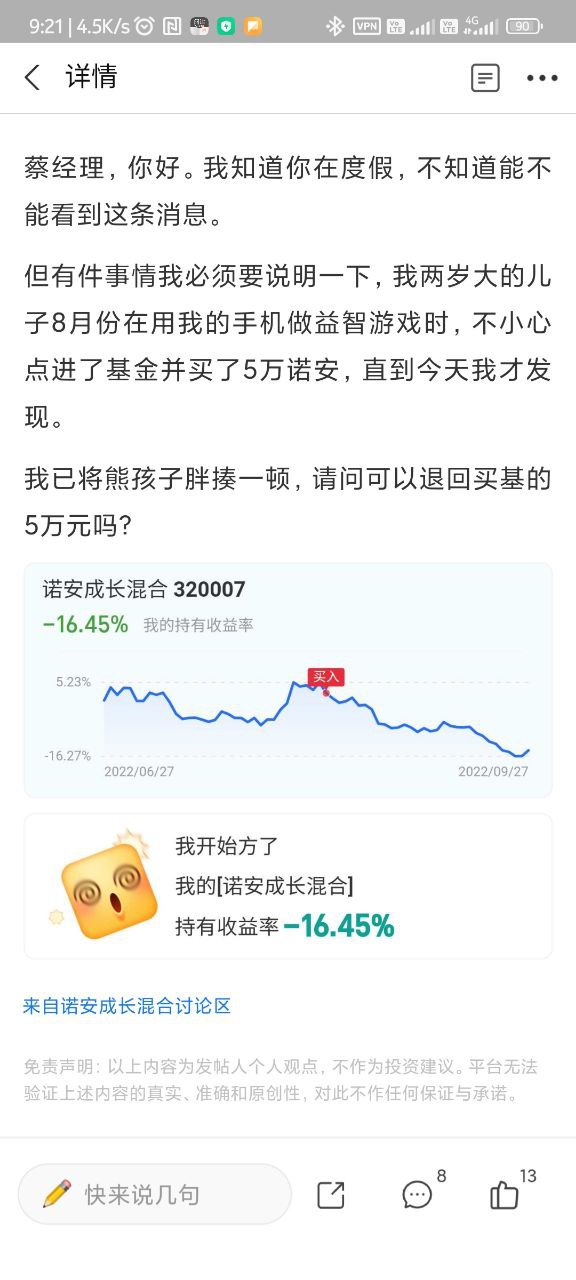 9:21 | 4.5K/s
VPN
Vo LTE
Vo LTE
4G
90
详情
蔡经理，你好。我知道你在度假，不知道能不
能看到这条消息。
但有件事情我必须要说明一下，我两岁大的儿
子8月份在用我的手机做益智游戏时，不小心
点进了基金并买了5万诺安，直到今天我才发
现。
我已将熊孩子胖揍一顿，请问可以退回买基的
5万元吗?
诺安成长混合 320007
-16.45% 我的持有收益率
买入
5.23%
-16.27%
2022/06/27 2022/09/27
我开始方了
我的[诺安成长混合]
持有收益率-16.45%
来自诺安成长混合讨论区
免责声明：以上内容为发帖人个人观点，不作为投资建议。平台无法
验证上述内容的真实、准确和原创性，对此不作任何保证与承诺。
快来说几句
8
13